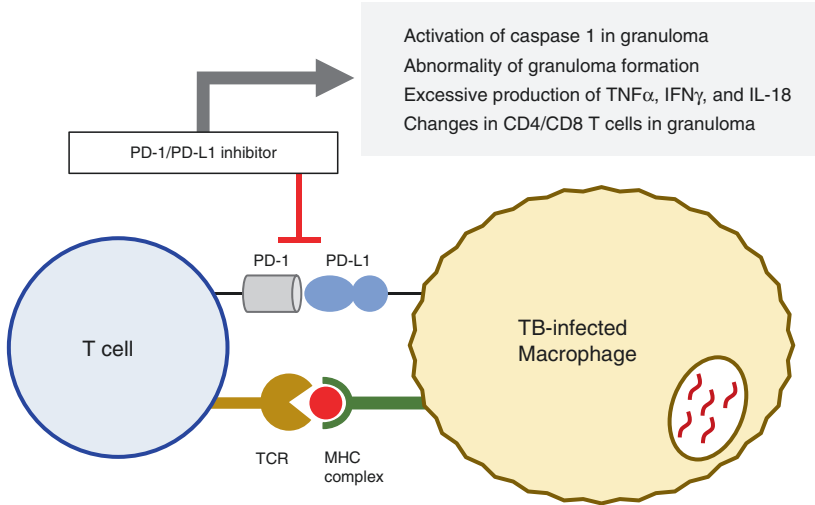 Activation of caspase 1 in granuloma
Abnormality of granuloma formation
Excessive production of TNFα, IFNγ, and IL-18
Changes in CD4/CD8 T cells in granuloma
PD-1/PD-L1 inhibitor
PD-1
PD-L1
T cell
TB-infected
Macrophage
TCR
MHC
complex